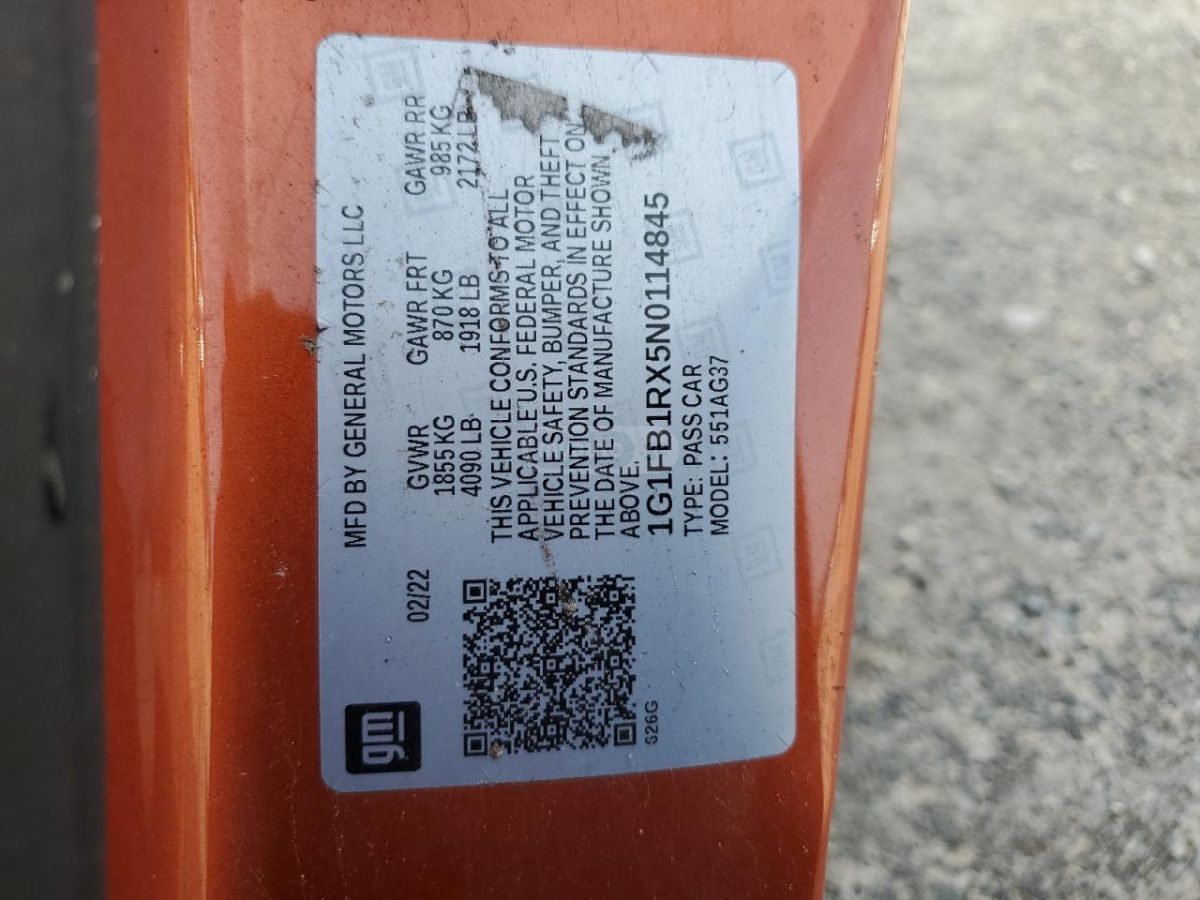 gm
MFD BY GENERAL MOTORS LLC
02/22
GVWR GAWR FRT GAWR RR
1855 KG 870 KG 985 KG
4090 LB 1918 LB 2172 LB
THIS VEHICLE CONFORMS TO ALL
APPLICABLE U.S. FEDERAL MOTOR
VEHICLE SAFETY, BUMPER, AND THEFT
PREVENTION STANDARDS IN EFFECT ON
THE DATE OF MANUFACTURE SHOWN
ABOVE.
1G1FB1RX5N0114845
TYPE: PASS CAR
MODEL: 551AG37
626G